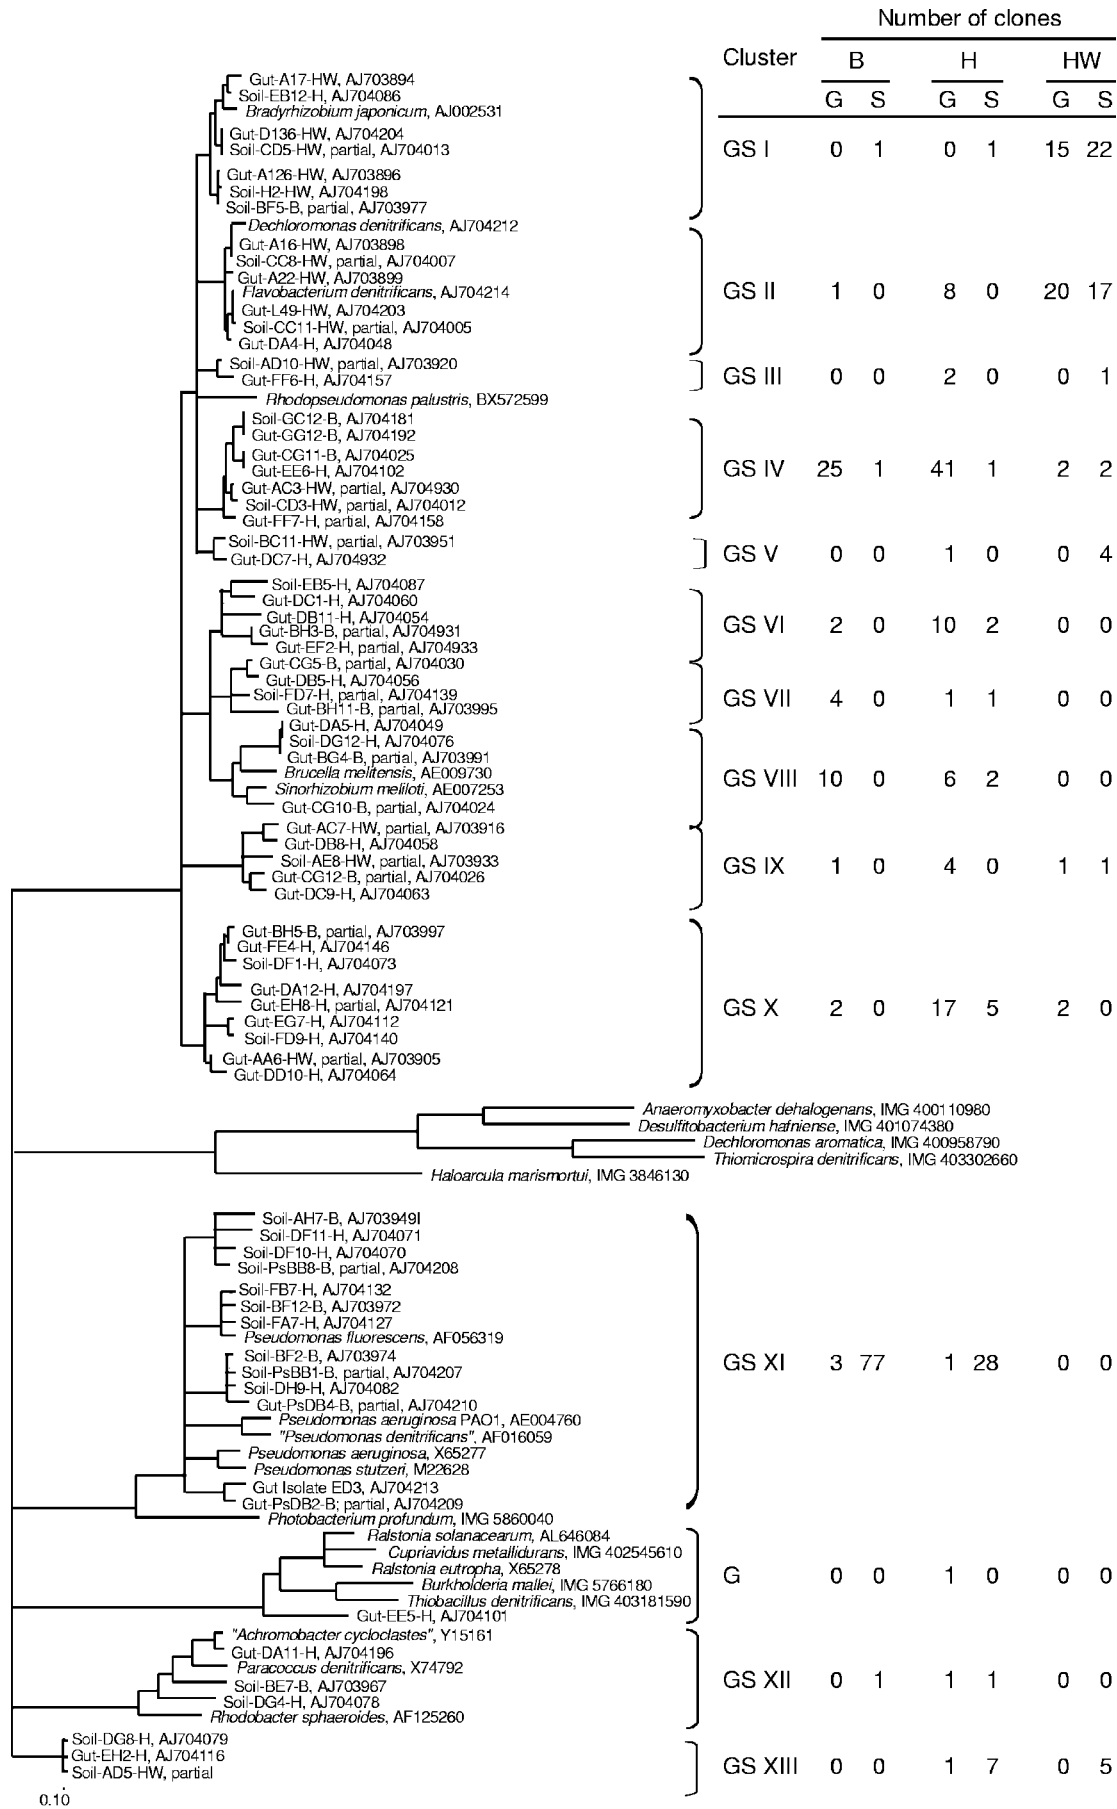 Number of clones
Cluster B H HW
G S G S G S
Gut-A17-HW, AJ703894
Soil-EB12-H, AJ704086
Bradyrhizobium japonicum, AJ002531
Gut-D136-HW, AJ704204
Soil-CD5-HW, partial, AJ704013
GS I 0 1 0 1 15 22
Gut-A126-HW, AJ703896
Soil-H2-HW, AJ704198
Soil-BF5-B, partial, AJ703977
Dechloromonas denitrificans, AJ704212
Gut-A16-HW, AJ703898
Soil-CC8-HW, partial, AJ704007
Gut-A22-HW, AJ703899
Flavobacterium denitrificans, AJ704214
GS II 1 0 8 0 20 17
Gut-L49-HW, AJ704203
Soil-CC11-HW, partial, AJ704005
Gut-DA4-H, AJ704048
Soil-AD10-HW, partial, AJ703920
Gut-FF6-H, AJ704157
GS III 0 0 2 0 0 1
Rhodopseudomonas palustris, BX572599
Soil-GC12-B, AJ704181
Gut-GG12-B, AJ704192
Gut-CG11-B, AJ704025
Gut-EE6-H, AJ704102
GS IV 25 1 41 1 2 2
Gut-AC3-HW, partial, AJ704930
Soil-CD3-HW, partial, AJ704012
Gut-FF7-H, partial, AJ704158
Soil-BC11-HW, partial, AJ703951
Gut-DC7-H, AJ704932
GS V 0 0 1 0 0 4
Soil-EB5-H, AJ704087
Gut-DC1-H, AJ704060
Gut-DB11-H, AJ704054
Gut-BH3-B, partial, AJ704931
GS VI 2 0 10 2 0 0
Gut-EF2-H, partial, AJ704933
Gut-CG5-B, partial, AJ704030
Gut-DB5-H, AJ704056
Soil-FD7-H, partial, AJ704139
GS VII 4 0 1 1 0 0
Gut-BH11-B, partial, AJ703995
Gut-DA5-H, AJ704049
Soil-DG12-H, AJ704076
Gut-BG4-B, partial, AJ703991
Brucella melitensis, AE009730
GS VIII 10 0 6 2 0 0
Sinorhizobium meliloti, AE007253
Gut-CG10-B, partial, AJ704024
Gut-AC7-HW, partial, AJ703916
Gut-DB8-H, AJ704058
Soil-AE8-HW, partial, AJ703933
GS IX 1 0 4 0 1 1
Gut-CG12-B, partial, AJ704026
Gut-DC9-H, AJ704063
Gut-BH5-B, partial, AJ703997
Gut-FE4-H, AJ704146
Soil-DF1-H, AJ704073
Gut-DA12-H, AJ704197
Gut-EH8-H, partial, AJ704121
GS X 2 0 17 5 2 0
Gut-EG7-H, AJ704112
Soil-FD9-H, AJ704140
Gut-AA6-HW, partial, AJ703905
Gut-DD10-H, AJ704064
Anaeromyxobacter dehalogenans, IMG 400110980
Desulfitobacterium hafniense, IMG 401074380
Dechloromonas aromatica, IMG 400958790
Thiomicrospira denitrificans, IMG 403302660
Haloarcula marismortui, IMG 3846130
Soil-AH7-B, AJ703949I
Soil-DF11-H, AJ704071
Soil-DF10-H, AJ704070
Soil-PsBB8-B, partial, AJ704208
Soil-FB7-H, AJ704132
Soil-BF12-B, AJ703972
Soil-FA7-H, AJ704127
Pseudomonas fluorescens, AF056319
Soil-BF2-B, AJ703974
GS XI 3 77 1 28 0 0
Soil-PsBB1-B, partial, AJ704207
Soil-DH9-H, AJ704082
Gut-PsDB4-B, partial, AJ704210
Pseudomonas aeruginosa PAO1, AE004760
"Pseudomonas denitrificans", AF016059
Pseudomonas aeruginosa, X65277
Pseudomonas stutzeri, M22628
Gut Isolate ED3, AJ704213
Gut-PsDB2-B; partial, AJ704209
Photobacterium profundum, IMG 5860040
Ralstonia solanacearum, AL646084
Cupriavidus metallidurans, IMG 402545610
Ralstonia eutropha, X65278
G 0 0 1 0 0 0
Burkholderia mallei, IMG 5766180
Thiobacillus denitrificans, IMG 403181590
Gut-EE5-H, AJ704101
"Achromobacter cycloclastes", Y15161
Gut-DA11-H, AJ704196
Paracoccus denitrificans, X74792
GS XII 0 1 1 1 0 0
Soil-BE7-B, AJ703967
Soil-DG4-H, AJ704078
Rhodobacter sphaeroides, AF125260
Soil-DG8-H, AJ704079
Gut-EH2-H, AJ704116
GS XIII 0 0 1 7 0 5
Soil-AD5-HW, partial
0.10